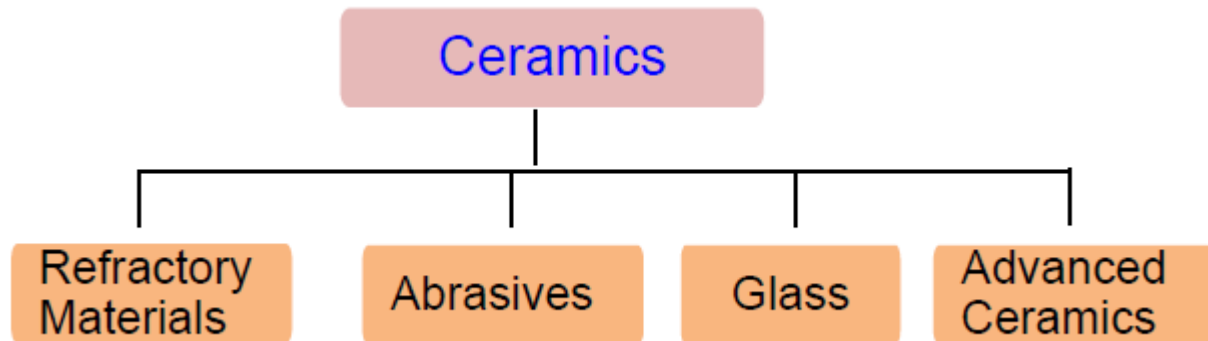 Ceramics
Refractory
Materials
Abrasives
Glass
Advanced
Ceramics